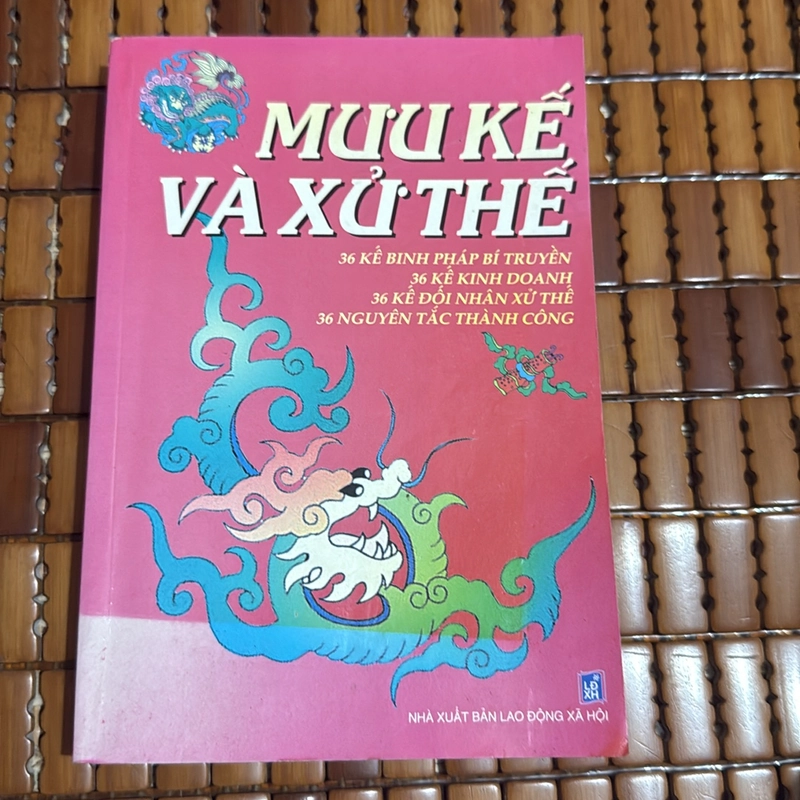 MƯU KẾ
VÀ XỬ THẾ
36 KẾ BINH PHÁP BÍ TRUYỀN
36 KẾ KINH DOANH
36 KẾ ĐỐI NHÂN XỬ THẾ
36 NGUYÊN TẮC THÀNH CÔNG
LĐ
XH
NHÀ XUẤT BẢN LAO ĐỘNG XÃ HỘI